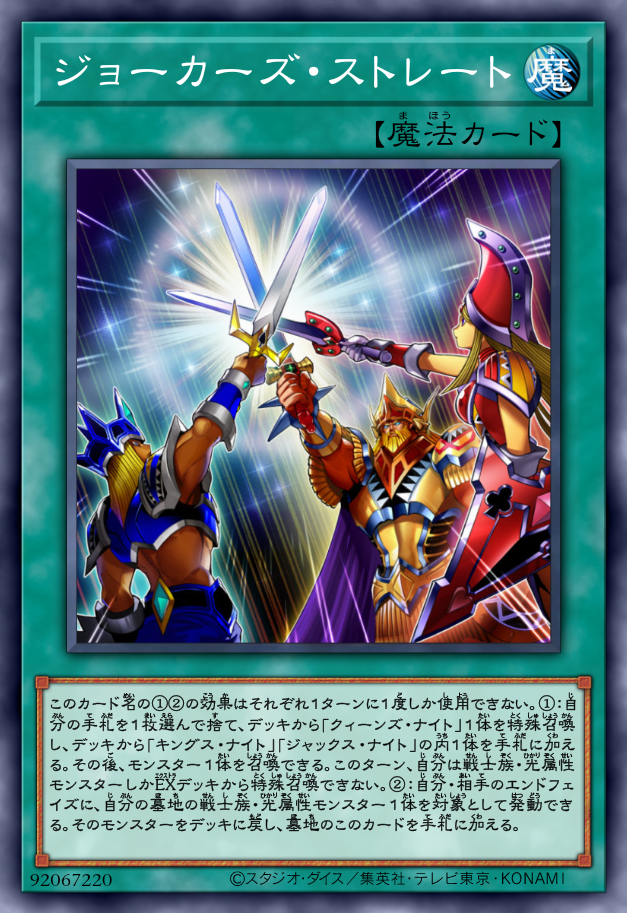 ジョーカーズ・ストレート 魔
【魔法カード】
このカード名の①②の効果はそれぞれ1ターンに1度しか使用できない。①：自
分の手札を1枚選んで捨て、デッキから「クィーンズ・ナイト」1体を特殊召喚
し、デッキから「キングス・ナイト」「ジャックス・ナイト」の内1体を手札に加え
る。その後、モンスター1体を召喚できる。このターン、自分は戦士族・光属性
モンスターしかEXデッキから特殊召喚できない。②：自分・相手のエンドフェ
イズに、自分の墓地の戦士族・光属性モンスター1体を対象として発動でき
る。そのモンスターをデッキに戻し、墓地のこのカードを手札に加える。
92067220 ©スタジオ・ダイス／集英社・テレビ東京・KONAMI